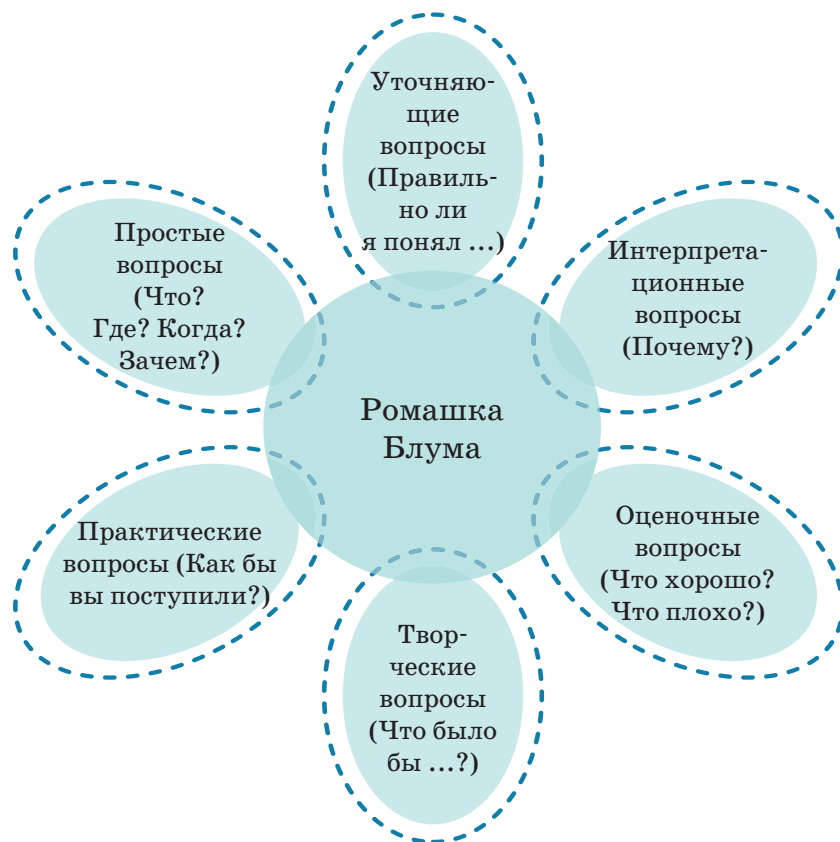 Уточняю-
щие
вопросы
(Правиль-
но ли
я понял ...)
Простые
вопросы
(Что?
Где? Когда?
Зачем?)
Интерпрета-
ционные
вопросы
(Почему?)
Ромашка
Блума
Практические
вопросы (Как бы
вы поступили?)
Оценочные
вопросы
(Что хорошо?
Что плохо?)
Твор-
ческие
вопросы
(Что было
бы ...?)